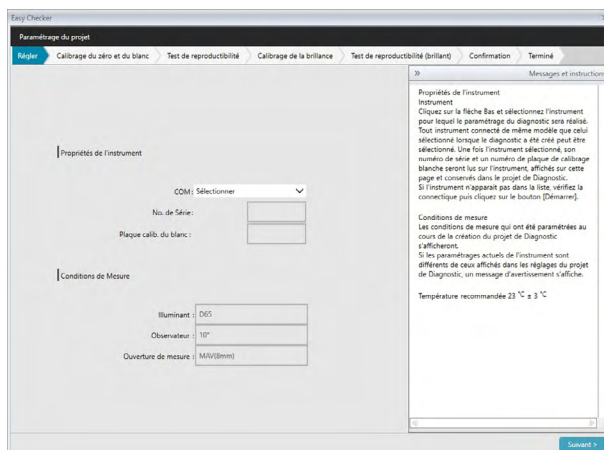 Easy Checker
Paramétrage du projet
Régler
Calibrage du zéro et du blanc
Test de reproductibilité
Calibrage de la brillance
Test de reproductibilité (brillant)
Confirmation
Terminé
Propriétés de l'instrument
COM: Sélectionner
No. de Série:
Plaque calib. du blanc :
Conditions de Mesure
Illuminant : D65
Observateur : 10°
Ouverture de mesure : MAV(8mm)
» Messages et instructions
Propriétés de l'instrument
Instrument
Cliquez sur la flèche Bas et sélectionnez l'instrument
pour lequel le paramétrage du diagnostic sera réalisé.
Tout instrument connecté de même modèle que celui
sélectionné lorsque le diagnostic a été créé peut être
sélectionné. Une fois l'instrument sélectionné, son
numéro de série et un numéro de plaque de calibrage
blanche seront lus sur l'instrument, affichés sur cette
page et conservés dans le projet de Diagnostic.
Si l'instrument n'apparait pas dans la liste, vérifiez la
connectique puis cliquer sur le bouton [Démarrer].
Conditions de mesure
Les conditions de mesure qui ont été paramétrées au
cours de la création du projet de Diagnostic
s'afficheront.
Si les paramétrages actuels de l'instrument sont
différents de ceux affichés dans les réglages du projet
de Diagnostic, un message d'avertissement s'affiche.
Température recommandée 23 ℃ ± 3 ℃
Suivant >